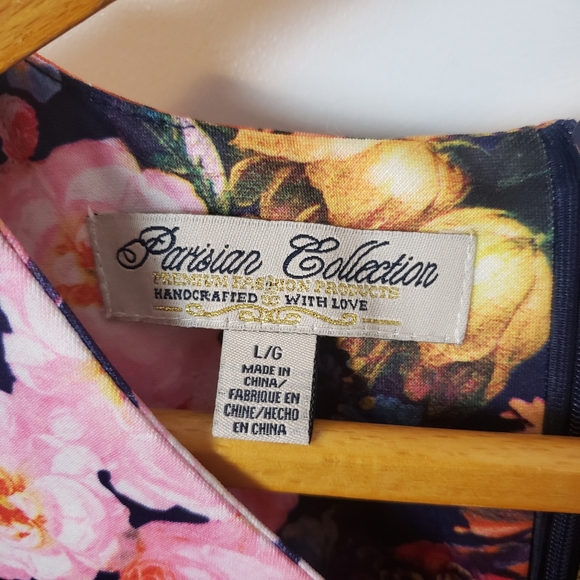 Parisian Collection
PREMIUM FASHION PRODUCTS
HANDCRAFTED WITH LOVE
L/G
MADE IN
CHINA/
FABRIQUE EN
CHINE/HECHO
EN CHINA